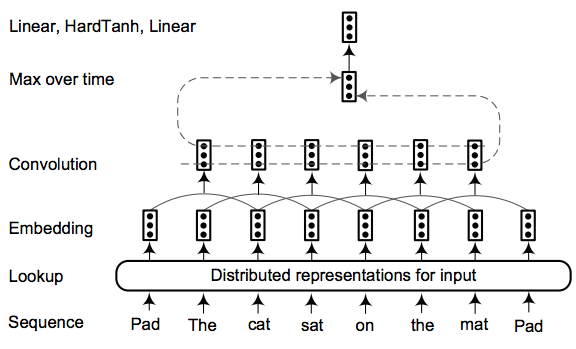 Linear, HardTanh, Linear
Max over time
Convolution
Embedding
Lookup Distributed representations for input
Sequence Pad The cat sat on the mat Pad